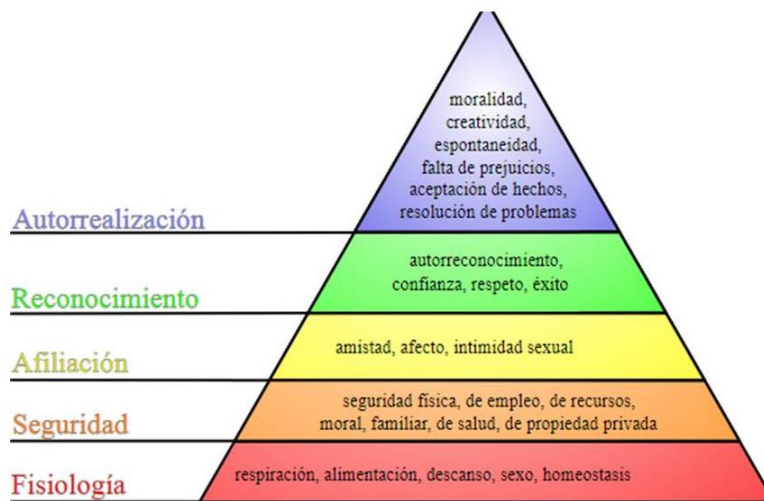 moralidad,
creatividad,
espontaneidad,
falta de prejuicios,
aceptación de hechos,
resolución de problemas
Autorrealización
autorreconocimiento,
confianza, respeto, éxito
Reconocimiento
amistad, afecto, intimidad sexual
Afiliación
seguridad física, de empleo, de recursos,
moral, familiar, de salud, de propiedad privada
Seguridad
respiración, alimentación, descanso, sexo, homeostasis
Fisiología